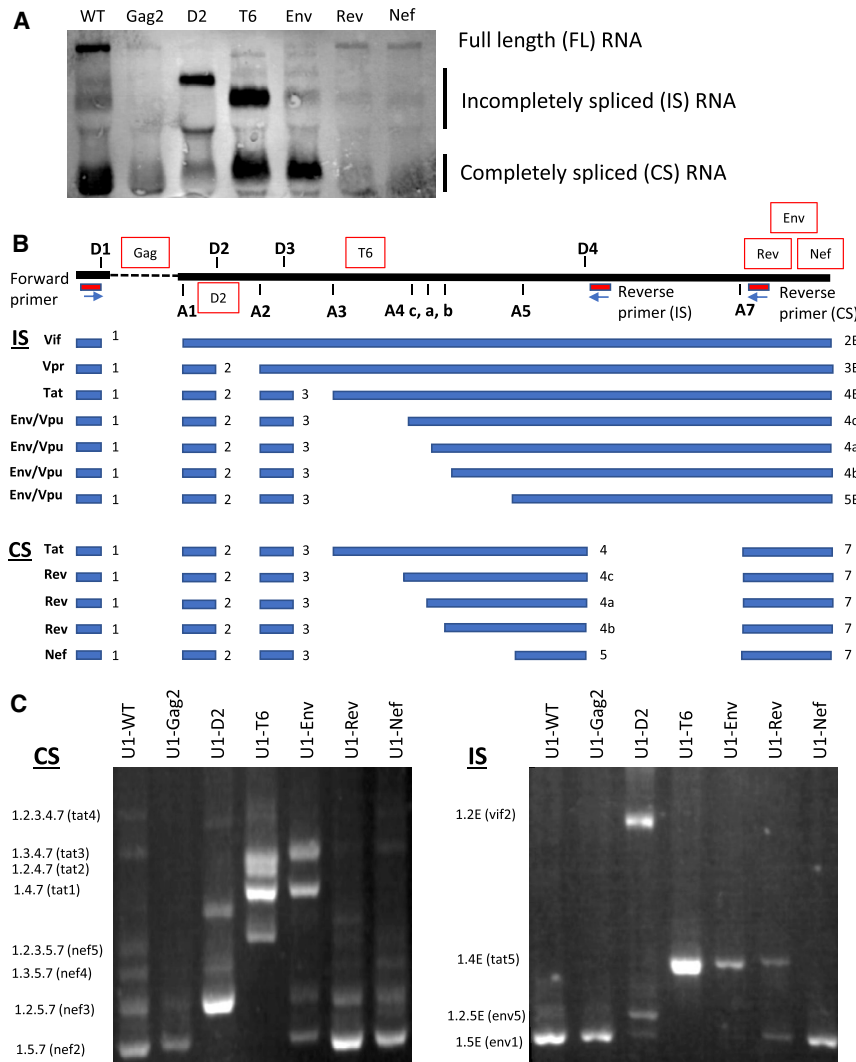 A
WT Gag2 D2 T6 Env Rev Nef
Full length (FL) RNA
Incompletely spliced (IS) RNA
Completely spliced (CS) RNA
B
D1 Gag D2 D3 T6 D4 Env
Rev Nef
Forward primer
D2
Reverse primer (IS)
Reverse primer (CS)
A1 A2 A3 A4 c, a, b A5 A7
IS
Vif 1 2E
Vpr 1 2 3E
Tat 1 2 3 4E
Env/Vpu 1 2 3 4c
Env/Vpu 1 2 3 4a
Env/Vpu 1 2 3 4b
Env/Vpu 1 2 3 5E
CS
Tat 1 2 3 4 7
Rev 1 2 3 4c 7
Rev 1 2 3 4a 7
Rev 1 2 3 4b 7
Nef 1 2 3 5 7
C
CS
U1-WT U1-Gag2 U1-D2 U1-T6 U1-Env U1-Rev U1-Nef
1.2.3.4.7 (tat4)
1.3.4.7 (tat3)
1.2.4.7 (tat2)
1.4.7 (tat1)
1.2.3.5.7 (nef5)
1.3.5.7 (nef4)
1.2.5.7 (nef3)
1.5.7 (nef2)
IS
U1-WT U1-Gag2 U1-D2 U1-T6 U1-Env U1-Rev U1-Nef
1.2E (vif2)
1.4E (tat5)
1.2.5E (env5)
1.5E (env1)